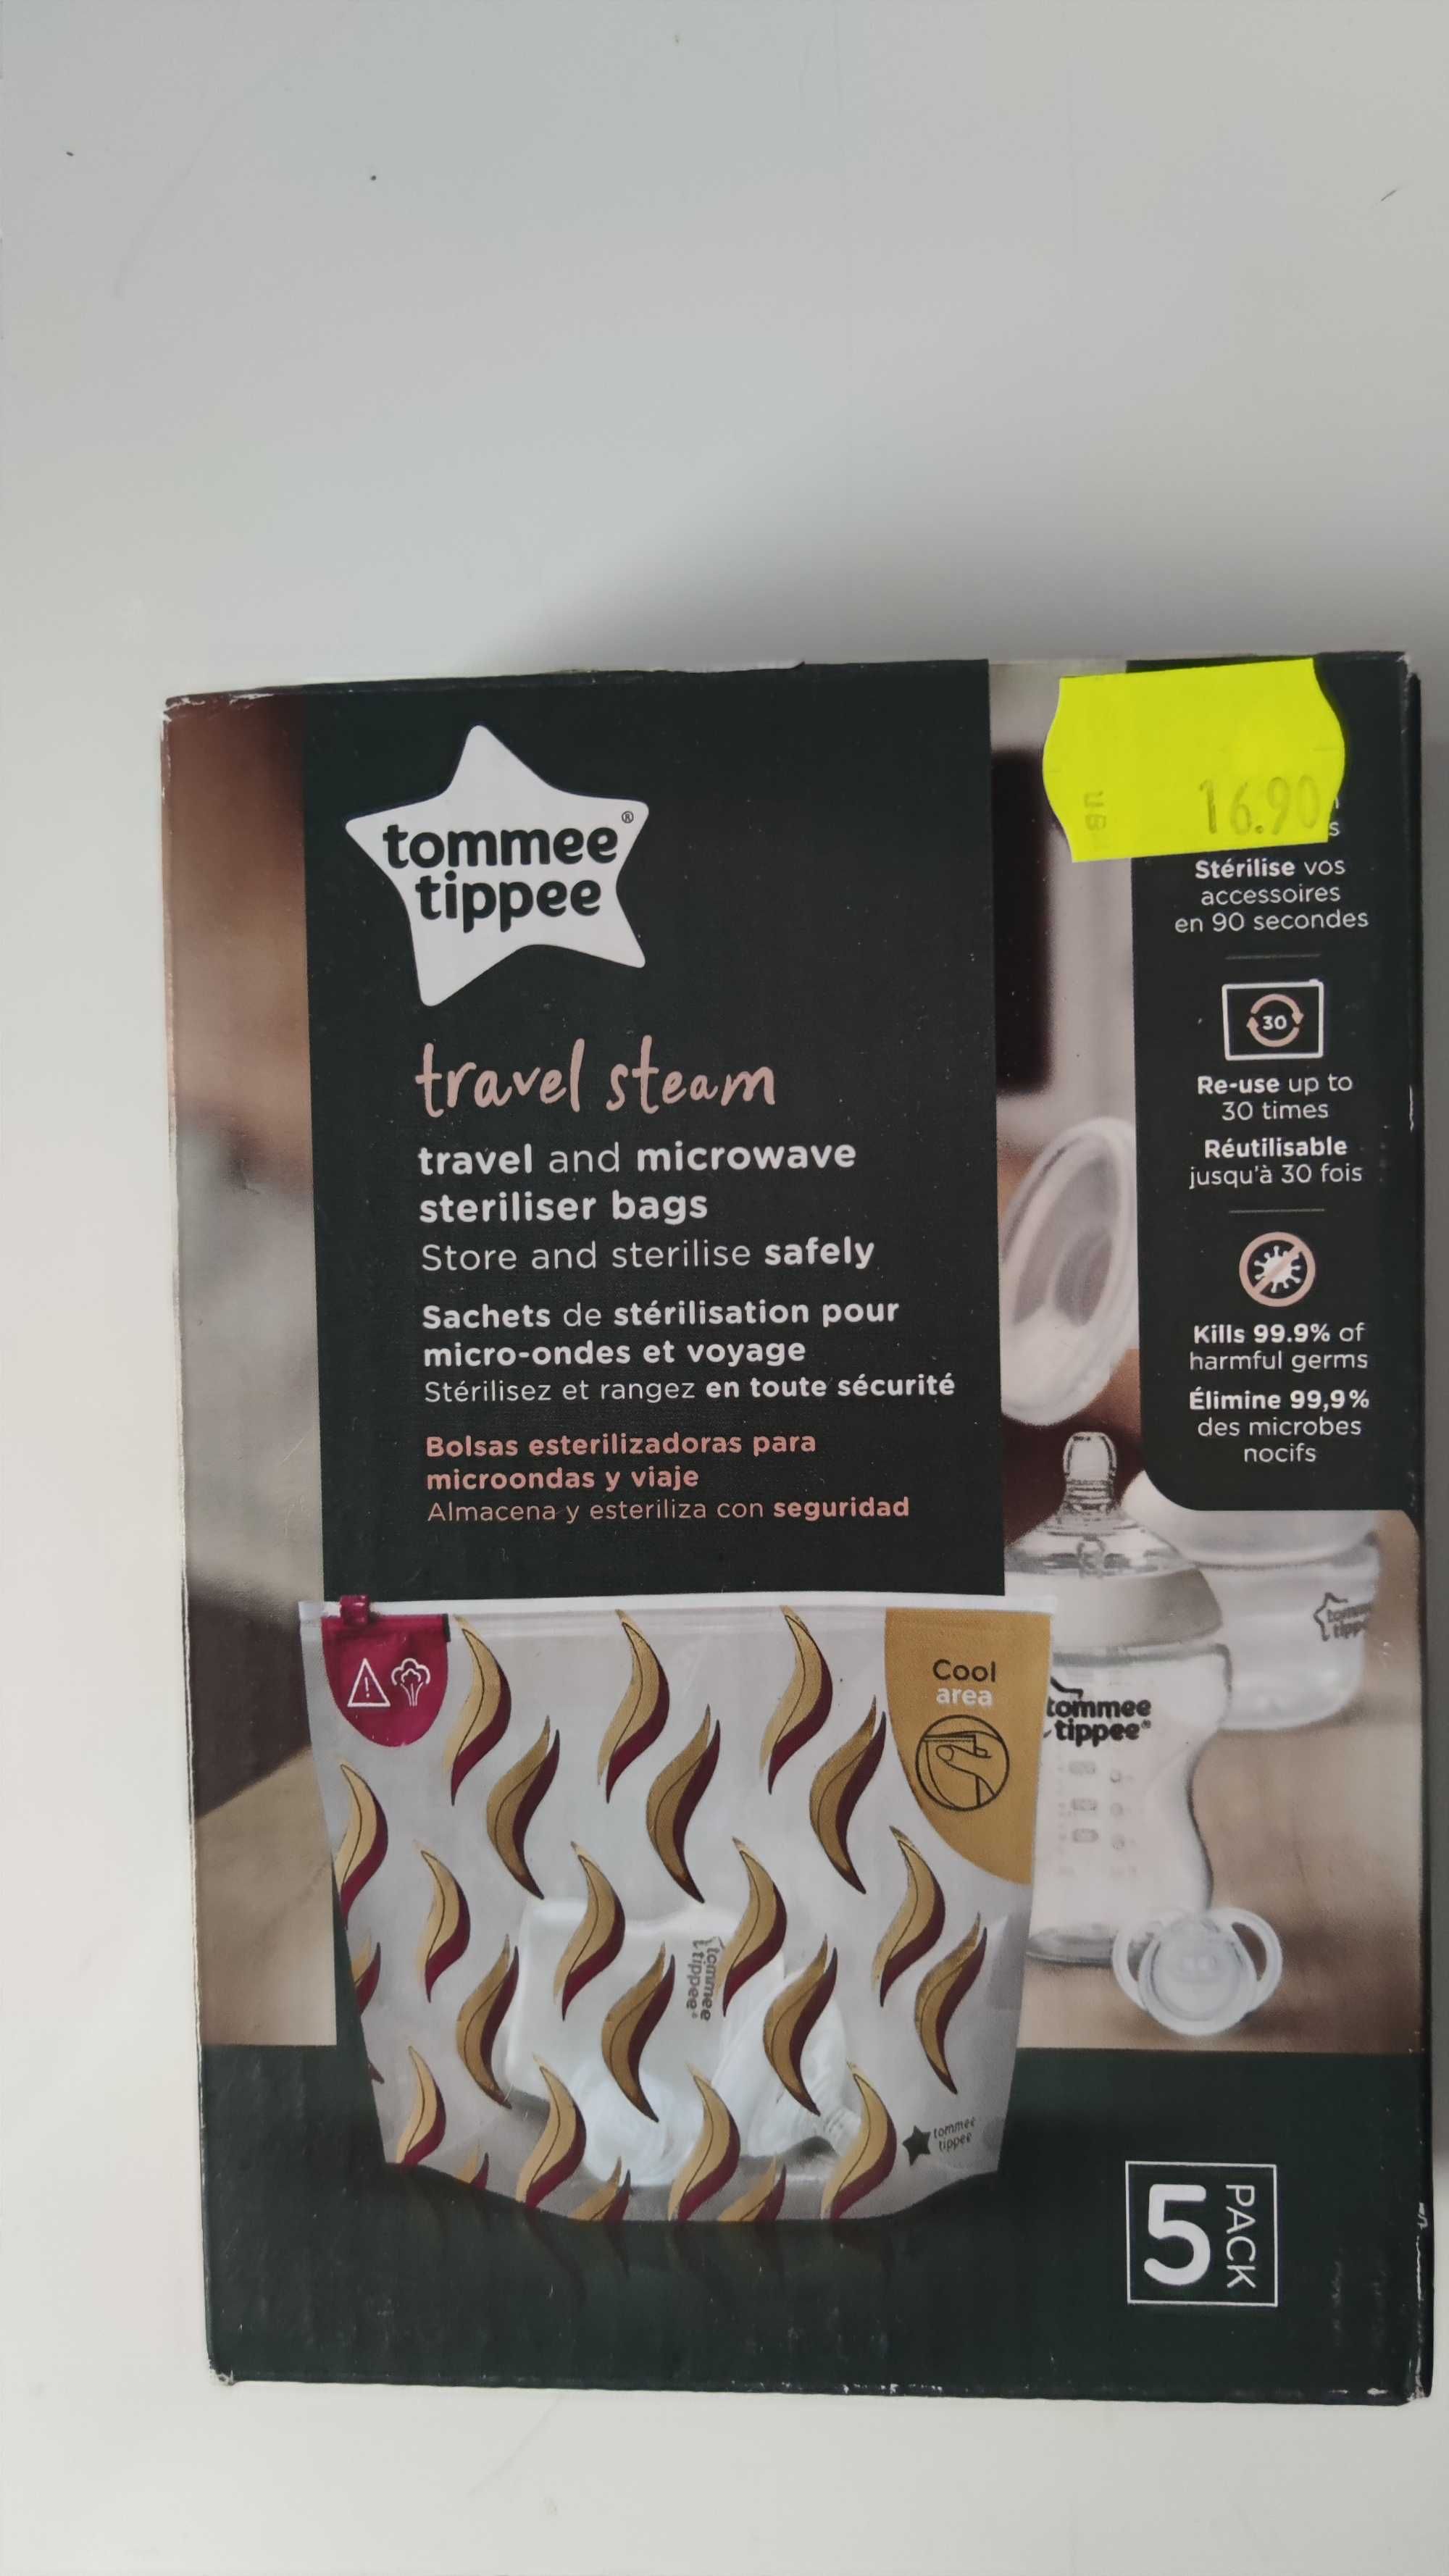 tommee®
tippee
travel steam
travel and microwave
steriliser bags
Store and sterilise safely
Sachets de stérilisation pour
micro-ondes et voyage
Stérilisez et rangez en toute sécurité
Bolsas esterilizadoras para
microondas y viaje
Almacena y esteriliza con seguridad
16.90
s
Stérilise vos
accessoires
en 90 secondes
30
Re-use up to
30 times
Réutilisable
jusqu'à 30 fois
Kills 99.9% of
harmful germs
Élimine 99,9%
des microbes
nocifs
Cool
area
tommee
tippee®
tommee
tippee®
tommee
tippee
5 PACK